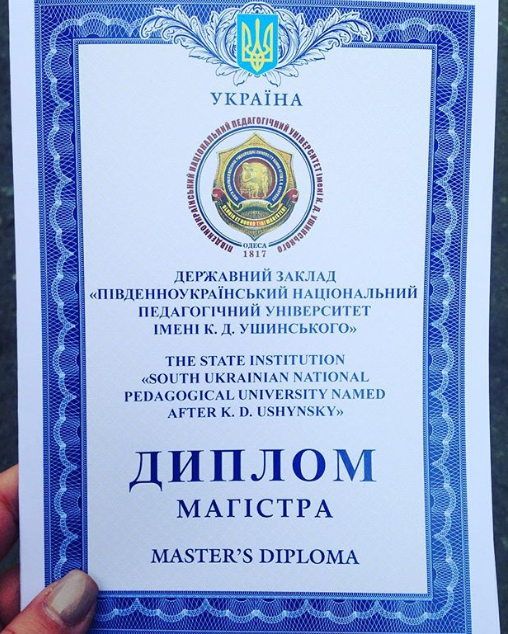 УКРАЇНА
ПІВДЕННОУКРАЇНСЬКИЙ НАЦІОНАЛЬНИЙ ПЕДАГОГІЧНИЙ УНІВЕРСИТЕТ ІМЕНІ К. Д. УШИНСЬКОГО
ОДЕСА
1817
ДЕРЖАВНИЙ ЗАКЛАД
«ПІВДЕННОУКРАЇНСЬКИЙ НАЦІОНАЛЬНИЙ
ПЕДАГОГІЧНИЙ УНІВЕРСИТЕТ
ІМЕНІ К. Д. УШИНСЬКОГО»
THE STATE INSTITUTION
«SOUTH UKRAINIAN NATIONAL
PEDAGOGICAL UNIVERSITY NAMED
AFTER K. D. USHYNSKY»
ДИПЛОМ
МАГІСТРА
MASTER'S DIPLOMA